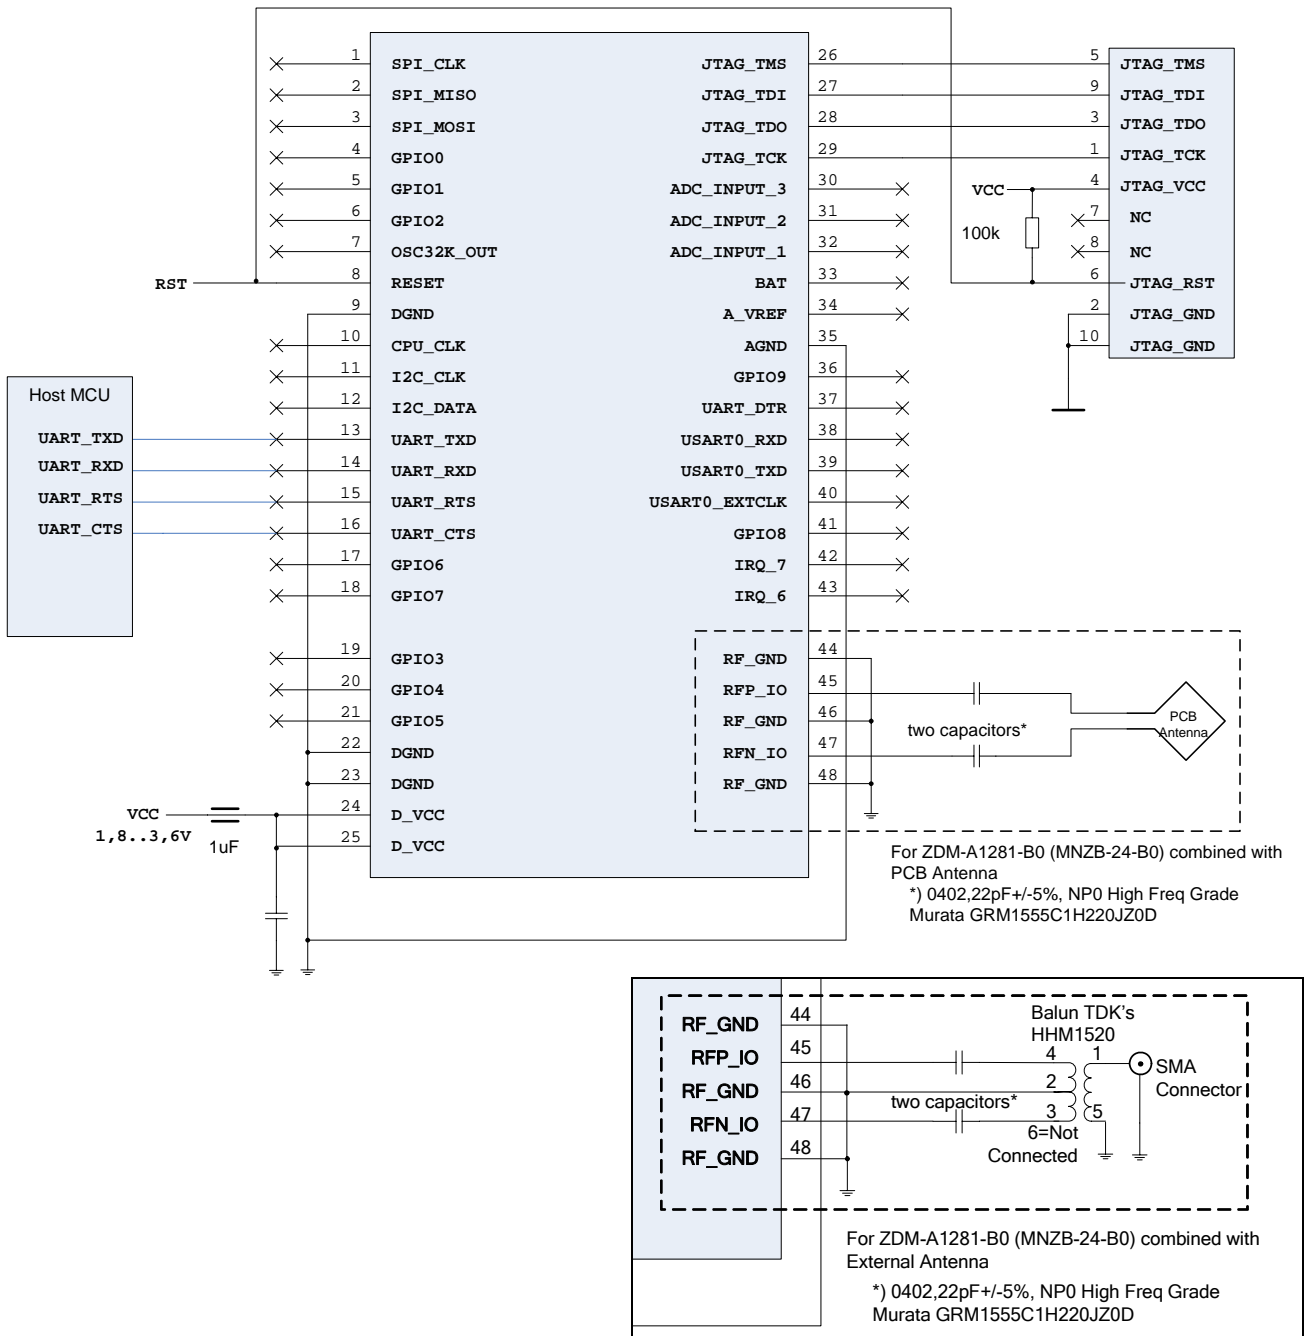 1 SPI_CLK JTAG_TMS 26 5 JTAG_TMS
2 SPI_MISO JTAG_TDI 27 9 JTAG_TDI
3 SPI_MOSI JTAG_TDO 28 3 JTAG_TDO
4 GPIO0 JTAG_TCK 29 1 JTAG_TCK
5 GPIO1 ADC_INPUT_3 30 VCC 4 JTAG_VCC
6 GPIO2 ADC_INPUT_2 31 7 NC
100k
7 OSC32K_OUT ADC_INPUT_1 32 8 NC
RST 8 RESET BAT 33 6 JTAG_RST
9 DGND A_VREF 34 2 JTAG_GND
10 CPU_CLK AGND 35 10 JTAG_GND
11 I2C_CLK GPIO9 36
Host MCU
12 I2C_DATA UART_DTR 37
UART_TXD 13 UART_TXD USART0_RXD 38
UART_RXD 14 UART_RXD USART0_TXD 39
UART_RTS 15 UART_RTS USART0_EXTCLK 40
UART_CTS 16 UART_CTS GPIO8 41
17 GPIO6 IRQ_7 42
18 GPIO7 IRQ_6 43
19 GPIO3 RF_GND 44
20 GPIO4 RFP_IO 45
21 GPIO5 RF_GND 46
PCB
Antenna
two capacitors*
22 DGND RFN_IO 47
23 DGND RF_GND 48
VCC 24 D_VCC
1,8..3,6V 1uF
25 D_VCC
For ZDM-A1281-B0 (MNZB-24-B0) combined with
PCB Antenna
*) 0402,22pF+/-5%, NP0 High Freq Grade
Murata GRM1555C1H220JZ0D
RF_GND 44
Balun TDK's
HHM1520
RFP_IO 45 4 1
SMA
Connector
RF_GND 46 2
two capacitors*
RFN_IO 47 3 5
6=Not
Connected
RF_GND 48
For ZDM-A1281-B0 (MNZB-24-B0) combined with
External Antenna
*) 0402,22pF+/-5%, NP0 High Freq Grade
Murata GRM1555C1H220JZ0D